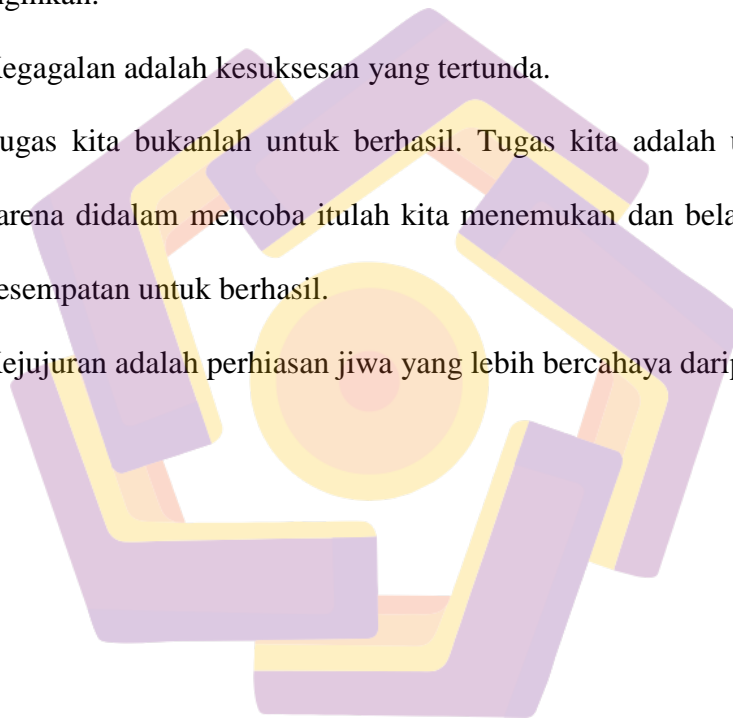 nginkan.
egagalan adalah kesuksesan yang tertunda.
ugas kita bukanlah untuk berhasil. Tugas kita adalah u
arena didalam mencoba itulah kita menemukan dan bela
esempatan untuk berhasil.
ejujuran adalah perhiasan jiwa yang lebih bercahaya darip